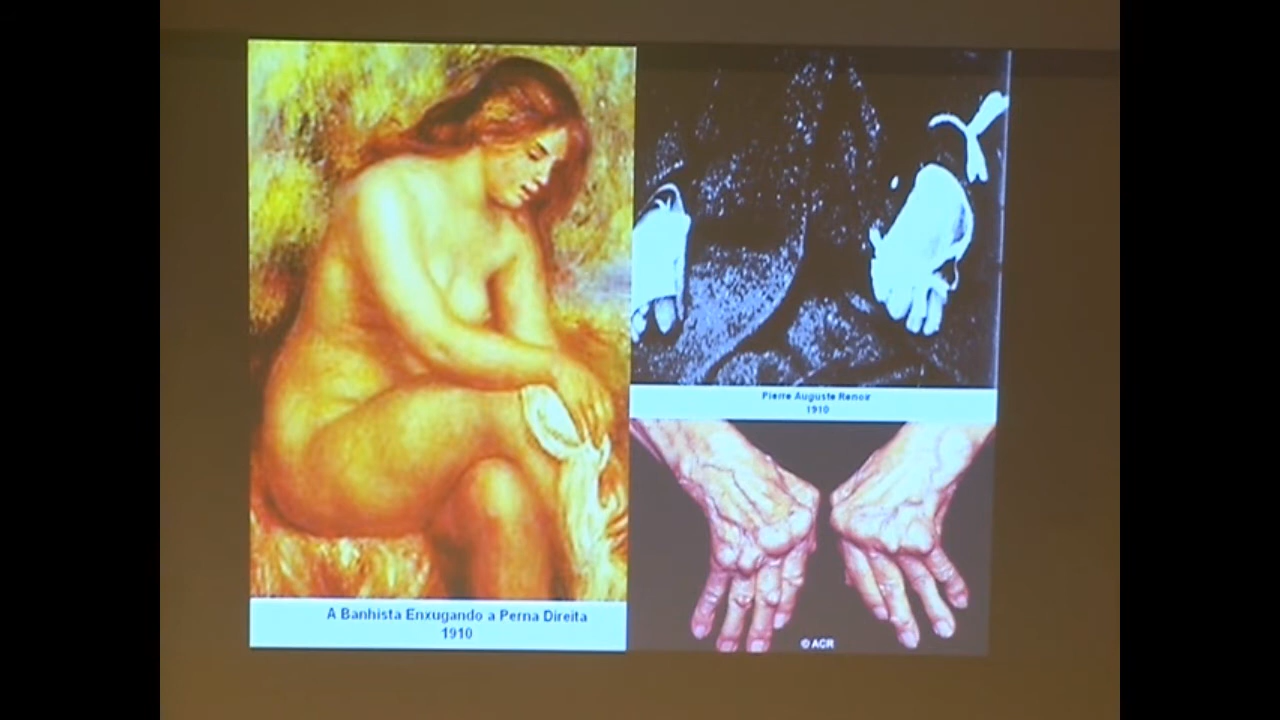 A Banhista Enxugando a Perna Direita
1910
Pierre Auguste Renoir
1910
© ACR